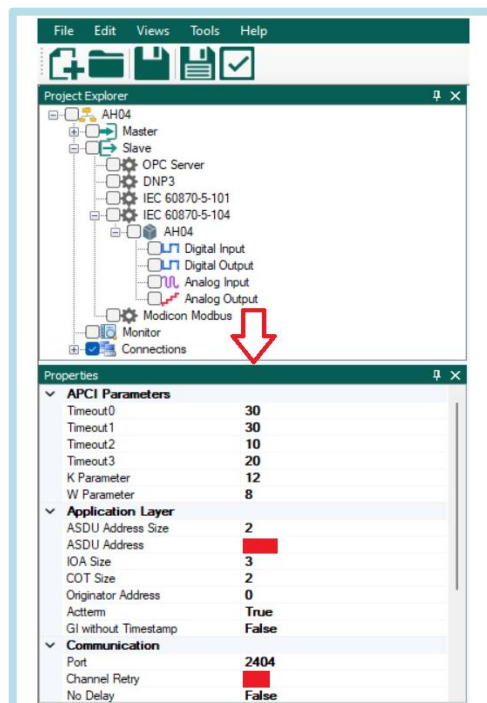 File Edit Views Tools Help
Project Explorer
AH04
Master
Slave
OPC Server
DNP3
IEC 60870-5-101
IEC 60870-5-104
AH04
Digital Input
Digital Output
Analog Input
Analog Output
Modicon Modbus
Monitor
Connections
Properties
APCI Parameters
Timeout0 30
Timeout1 30
Timeout2 10
Timeout3 20
K Parameter 12
W Parameter 8
Application Layer
ASDU Address Size 2
ASDU Address
IOA Size 3
COT Size 2
Originator Address 0
Actterm True
GI without Timestamp False
Communication
Port 2404
Channel Retry
No Delay False